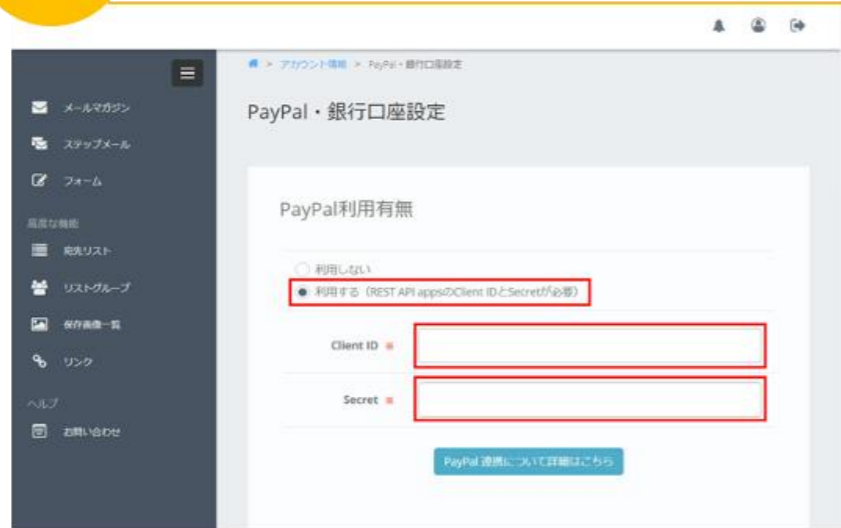 > アカウント情報 > PayPal・銀行口座設定
PayPal・銀行口座設定
メールマガジン
ステップメール
フォーム
高度な機能
宛先リスト
リストグループ
保存画像一覧
リンク
ヘルプ
お問い合わせ
PayPal利用有無
利用しない
利用する（REST API appsのClient IDとSecretが必要）
Client ID
Secret
PayPal 連携について詳細はこちら